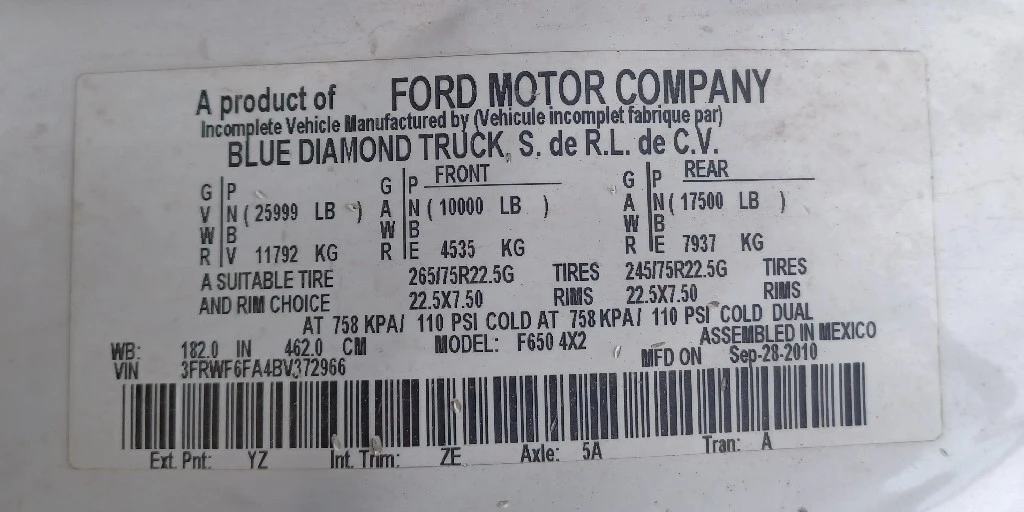 A product of FORD MOTOR COMPANY
Incomplete Vehicle Manufactured by (Vehicule incomplet fabrique par)
BLUE DIAMOND TRUCK, S. de R.L. de C.V.
G P G P FRONT G P REAR
V N ( 25999 LB ) A N ( 10000 LB ) A N ( 17500 LB )
W B W B W B
R V 11792 KG R E 4535 KG R E 7937 KG
A SUITABLE TIRE 265/75R22.5G TIRES 245/75R22.5G TIRES
AND RIM CHOICE 22.5X7.50 RIMS 22.5X7.50 RIMS
AT 758 KPA/ 110 PSI COLD AT 758 KPA/ 110 PSI COLD DUAL
WB: 182.0 IN 462.0 CM MODEL: F650 4X2 ASSEMBLED IN MEXICO
VIN 3FRWF6FA4BV372966 MFD ON Sep-28-2010
Ext. Pnt: YZ Int. Trim: ZE Axle: 5A Tran: A